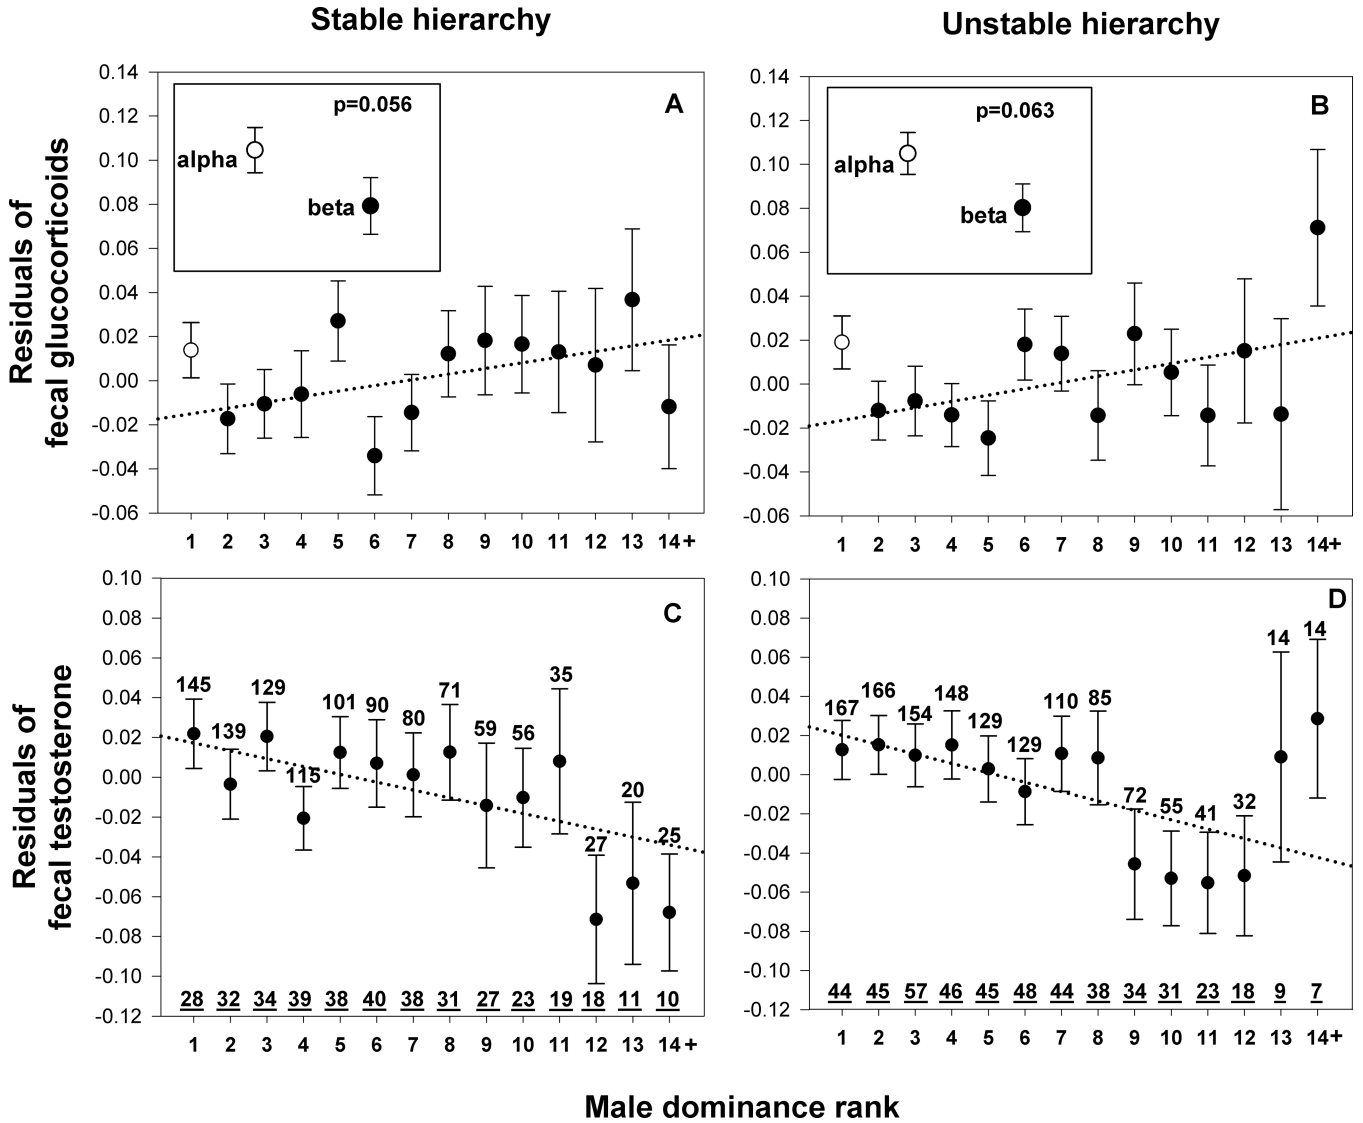 Stable hierarchy
Unstable hierarchy
Residuals of
fecal glucocorticoids
0.14
0.12
0.10
0.08
0.06
0.04
0.02
0.00
-0.02
-0.04
-0.06
p=0.056
A
alpha
beta
1 2 3 4 5 6 7 8 9 10 11 12 13 14+
0.14
0.12
0.10
0.08
0.06
0.04
0.02
0.00
-0.02
-0.04
-0.06
p=0.063
B
alpha
beta
1 2 3 4 5 6 7 8 9 10 11 12 13 14+
Residuals of
fecal testosterone
0.10
0.08
0.06
0.04
0.02
0.00
-0.02
-0.04
-0.06
-0.08
-0.10
-0.12
C
145 139 129 115 101 90 80 71 59 56 35 27 20 25
28 32 34 39 38 40 38 31 27 23 19 18 11 10
1 2 3 4 5 6 7 8 9 10 11 12 13 14+
0.10
0.08
0.06
0.04
0.02
0.00
-0.02
-0.04
-0.06
-0.08
-0.10
-0.12
D
167 166 154 148 129 129 110 85 72 55 41 32 14 14
44 45 57 46 45 48 44 38 34 31 23 18 9 7
1 2 3 4 5 6 7 8 9 10 11 12 13 14+
Male dominance rank